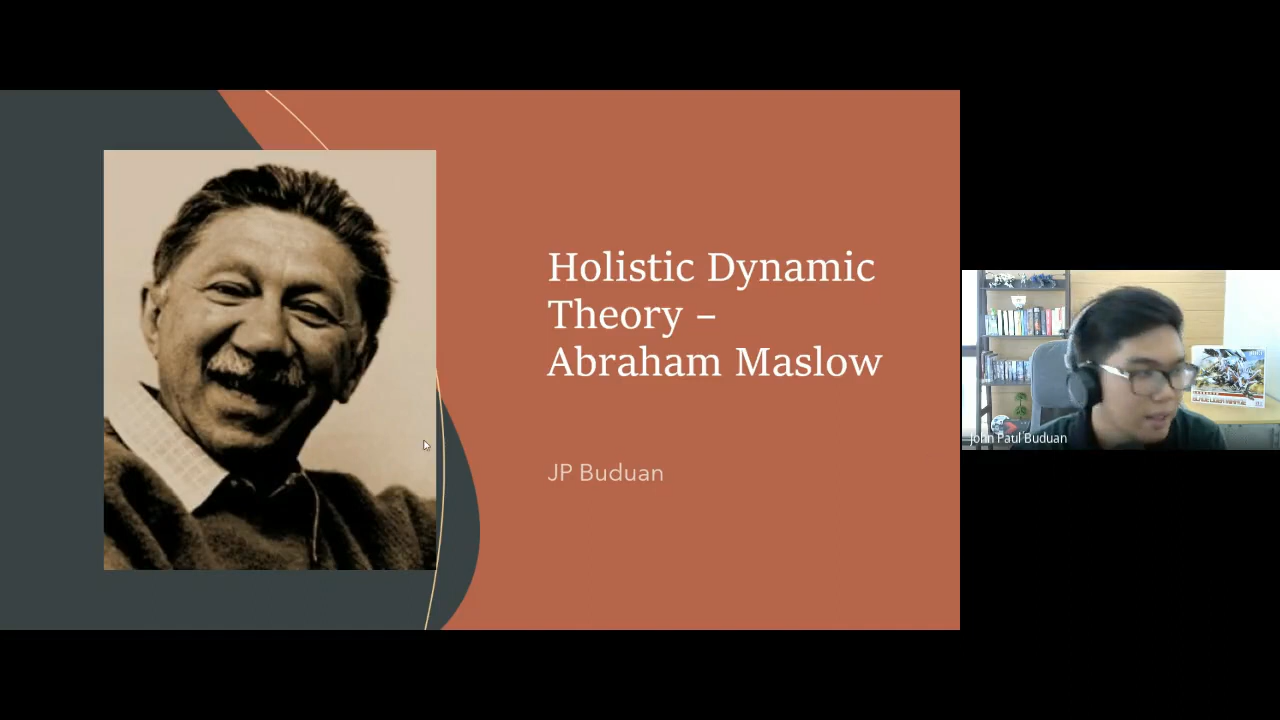 Holistic Dynamic
Theory –
Abraham Maslow
JP Buduan
John Paul Buduan